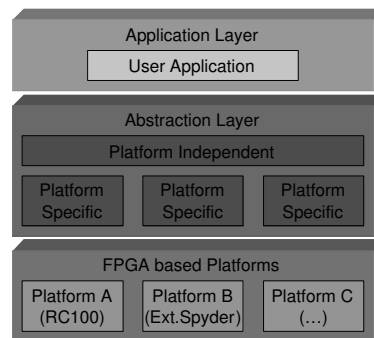 Application Layer
User Application
Abstraction Layer
Platform Independent
Platform Platform Platform
Specific Specific Specific
FPGA based Platforms
Platform A Platform B Platform C
(RC100) (Ext.Spyder) (...)